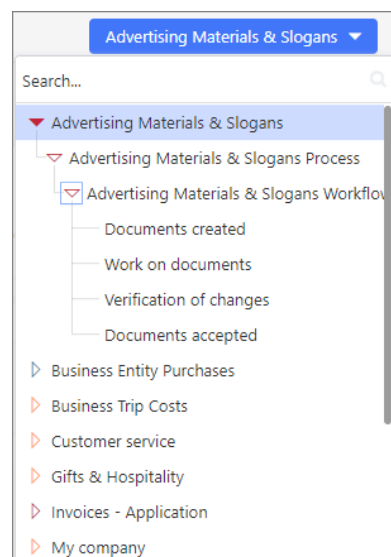 Advertising Materials & Slogans
Search...
Advertising Materials & Slogans
Advertising Materials & Slogans Process
Advertising Materials & Slogans Workflow
Documents created
Work on documents
Verification of changes
Documents accepted
Business Entity Purchases
Business Trip Costs
Customer service
Gifts & Hospitality
Invoices - Application
My company